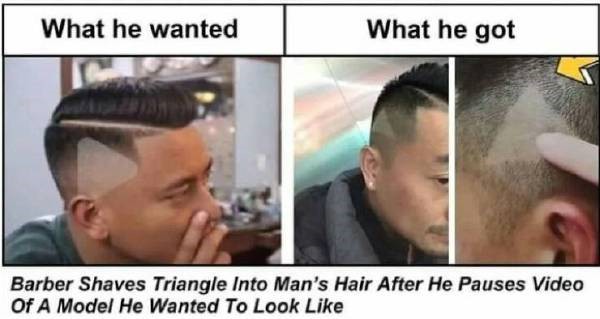 What he wanted
What he got
Barber Shaves Triangle Into Man's Hair After He Pauses Video
Of A Model He Wanted To Look Like